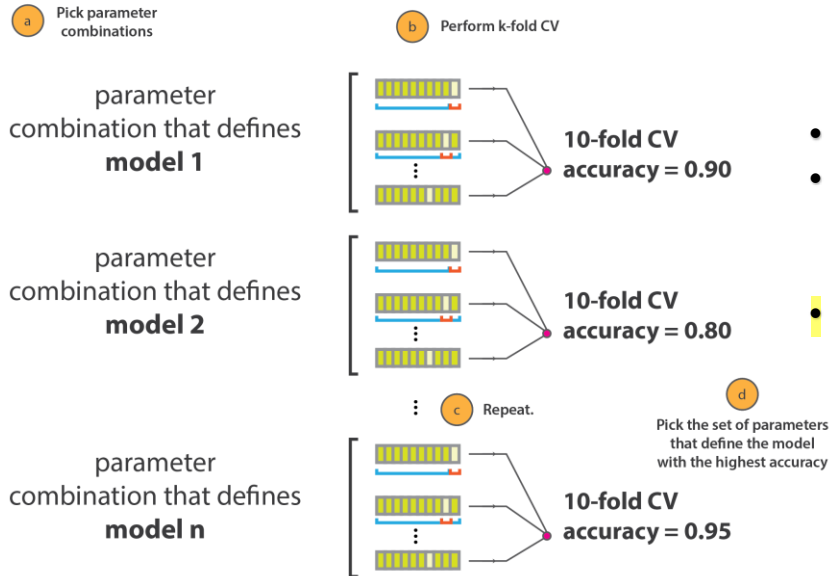 a
Pick parameter
combinations
b
Perform k-fold CV
parameter
combination that defines
model 1
10-fold CV
accuracy = 0.90
parameter
combination that defines
model 2
10-fold CV
accuracy = 0.80
c
Repeat.
d
Pick the set of parameters
that define the model
with the highest accuracy
parameter
combination that defines
model n
10-fold CV
accuracy = 0.95